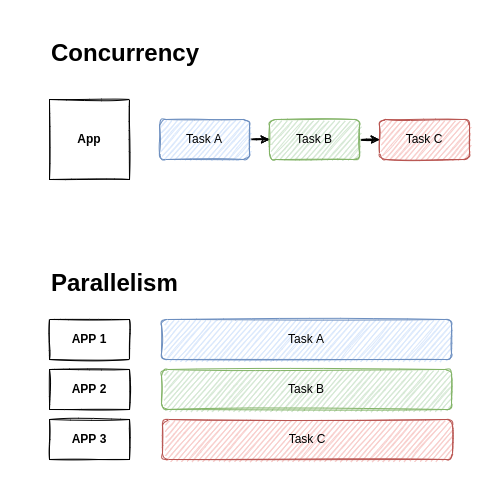 Concurrency
App
Task A
Task B
Task C
Parallelism
APP 1
Task A
APP 2
Task B
APP 3
Task C